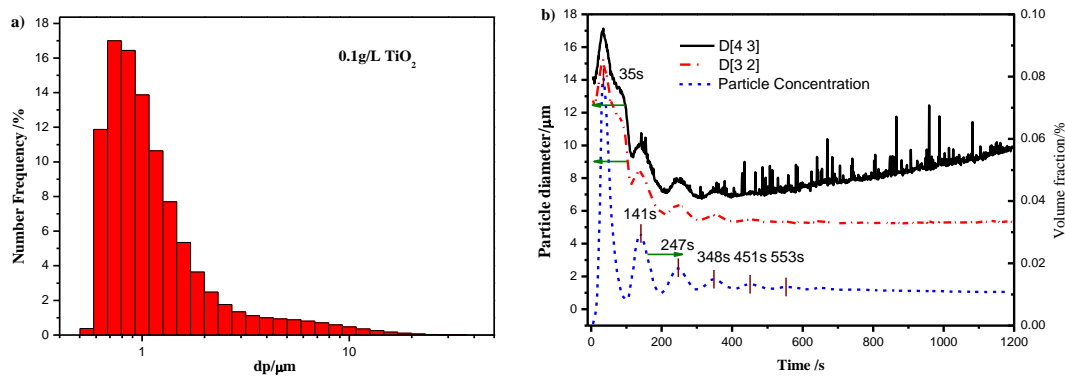 a)
18
16
14
12
10
8
6
4
2
0
Number Frequency /%
0.1g/L TiO₂
1
10
dp/μm
b)
18
16
14
12
10
8
6
4
2
0
Particle diameter/μm
D[4 3]
D[3 2]
Particle Concentration
35s
141s
247s
348s 451s 553s
0.10
0.08
0.06
0.04
0.02
0.00
Volume fraction/%
0 200 400 600 800 1000 1200
Time /s